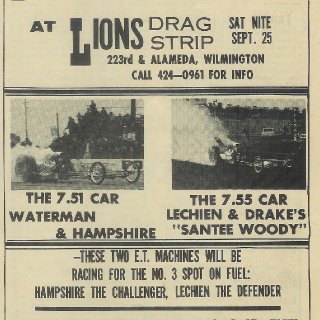 AT LIONS DRAG STRIP SAT NITE SEPT. 25
223rd & ALAMEDA, WILMINGTON
CALL 424-0961 FOR INFO
THE 7.51 CAR
WATERMAN
& HAMPSHIRE
THE 7.55 CAR
LECHIEN & DRAKE'S
"SANTEE WOODY"
-THESE TWO E.T. MACHINES WILL BE
RACING FOR THE NO. 3 SPOT ON FUEL:
HAMPSHIRE THE CHALLENGER, LECHIEN THE DEFENDER